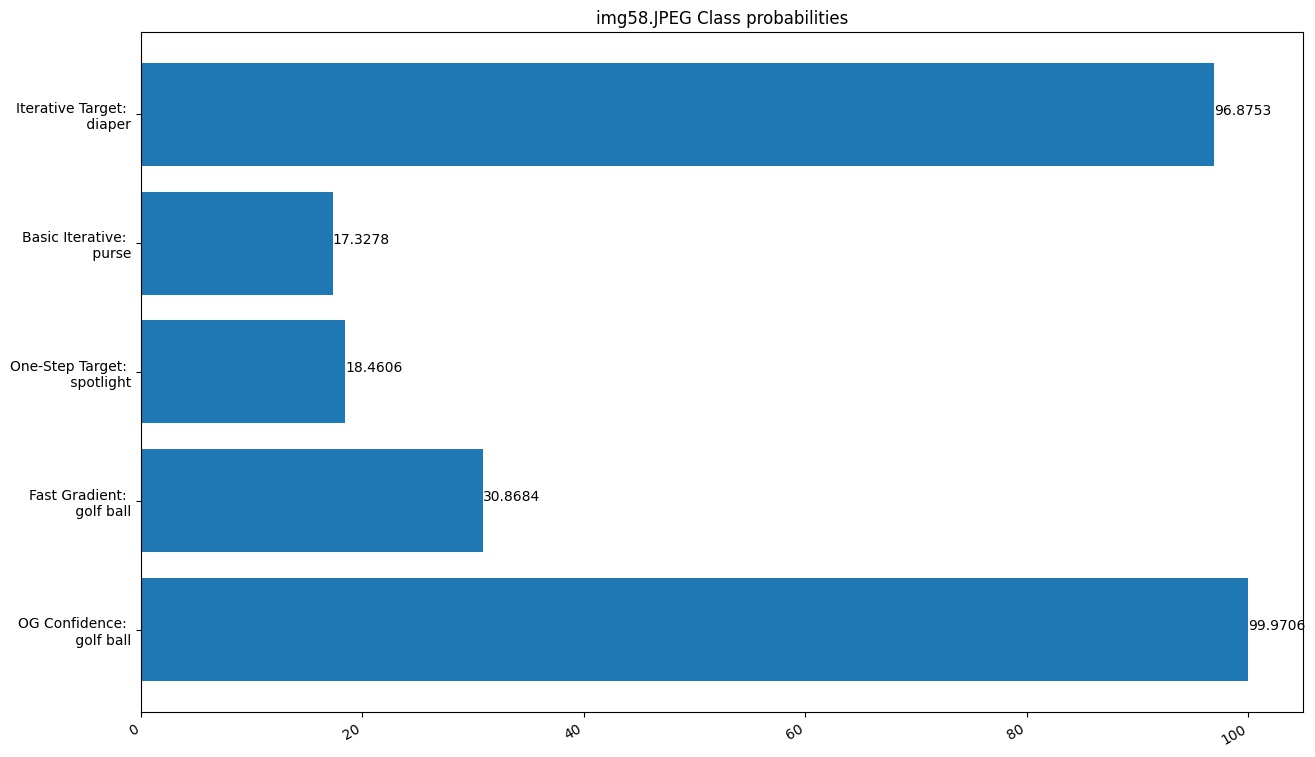 img58.JPEG Class probabilities
Iterative Target:
diaper
96.8753
Basic Iterative:
purse
17.3278
One-Step Target:
spotlight
18.4606
Fast Gradient:
golf ball
30.8684
OG Confidence:
golf ball
99.9706
0
20
40
60
80
100